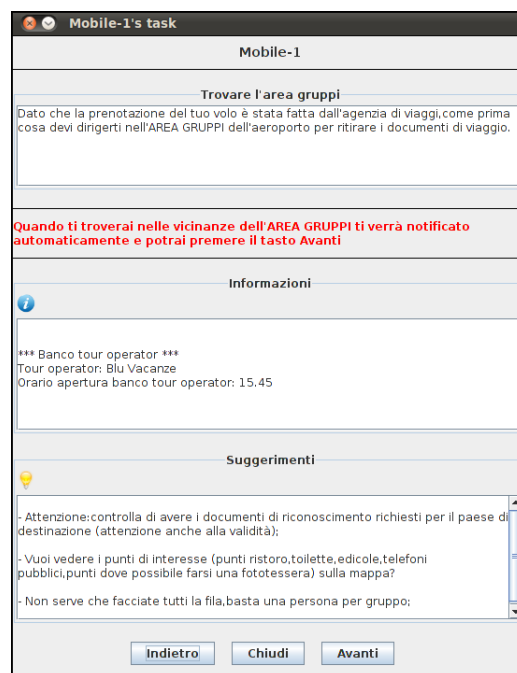 Mobile-1's task
Mobile-1
Trovare l'area gruppi
Dato che la prenotazione del tuo volo è stata fatta dall'agenzia di viaggi,come prima
cosa devi dirigerti nell'AREA GRUPPI dell'aeroporto per ritirare i documenti di viaggio.
Quando ti troverai nelle vicinanze dell'AREA GRUPPI ti verrà notificato
automaticamente e potrai premere il tasto Avanti
Informazioni
*** Banco tour operator ***
Tour operator: Blu Vacanze
Orario apertura banco tour operator: 15.45
Suggerimenti
- Attenzione:controlla di avere i documenti di riconoscimento richiesti per il paese di
destinazione (attenzione anche alla validità);
- Vuoi vedere i punti di interesse (punti ristoro,toilette,edicole,telefoni
pubblici,punti dove possibile farsi una fototessera) sulla mappa?
- Non serve che facciate tutti la fila,basta una persona per gruppo;
Indietro
Chiudi
Avanti